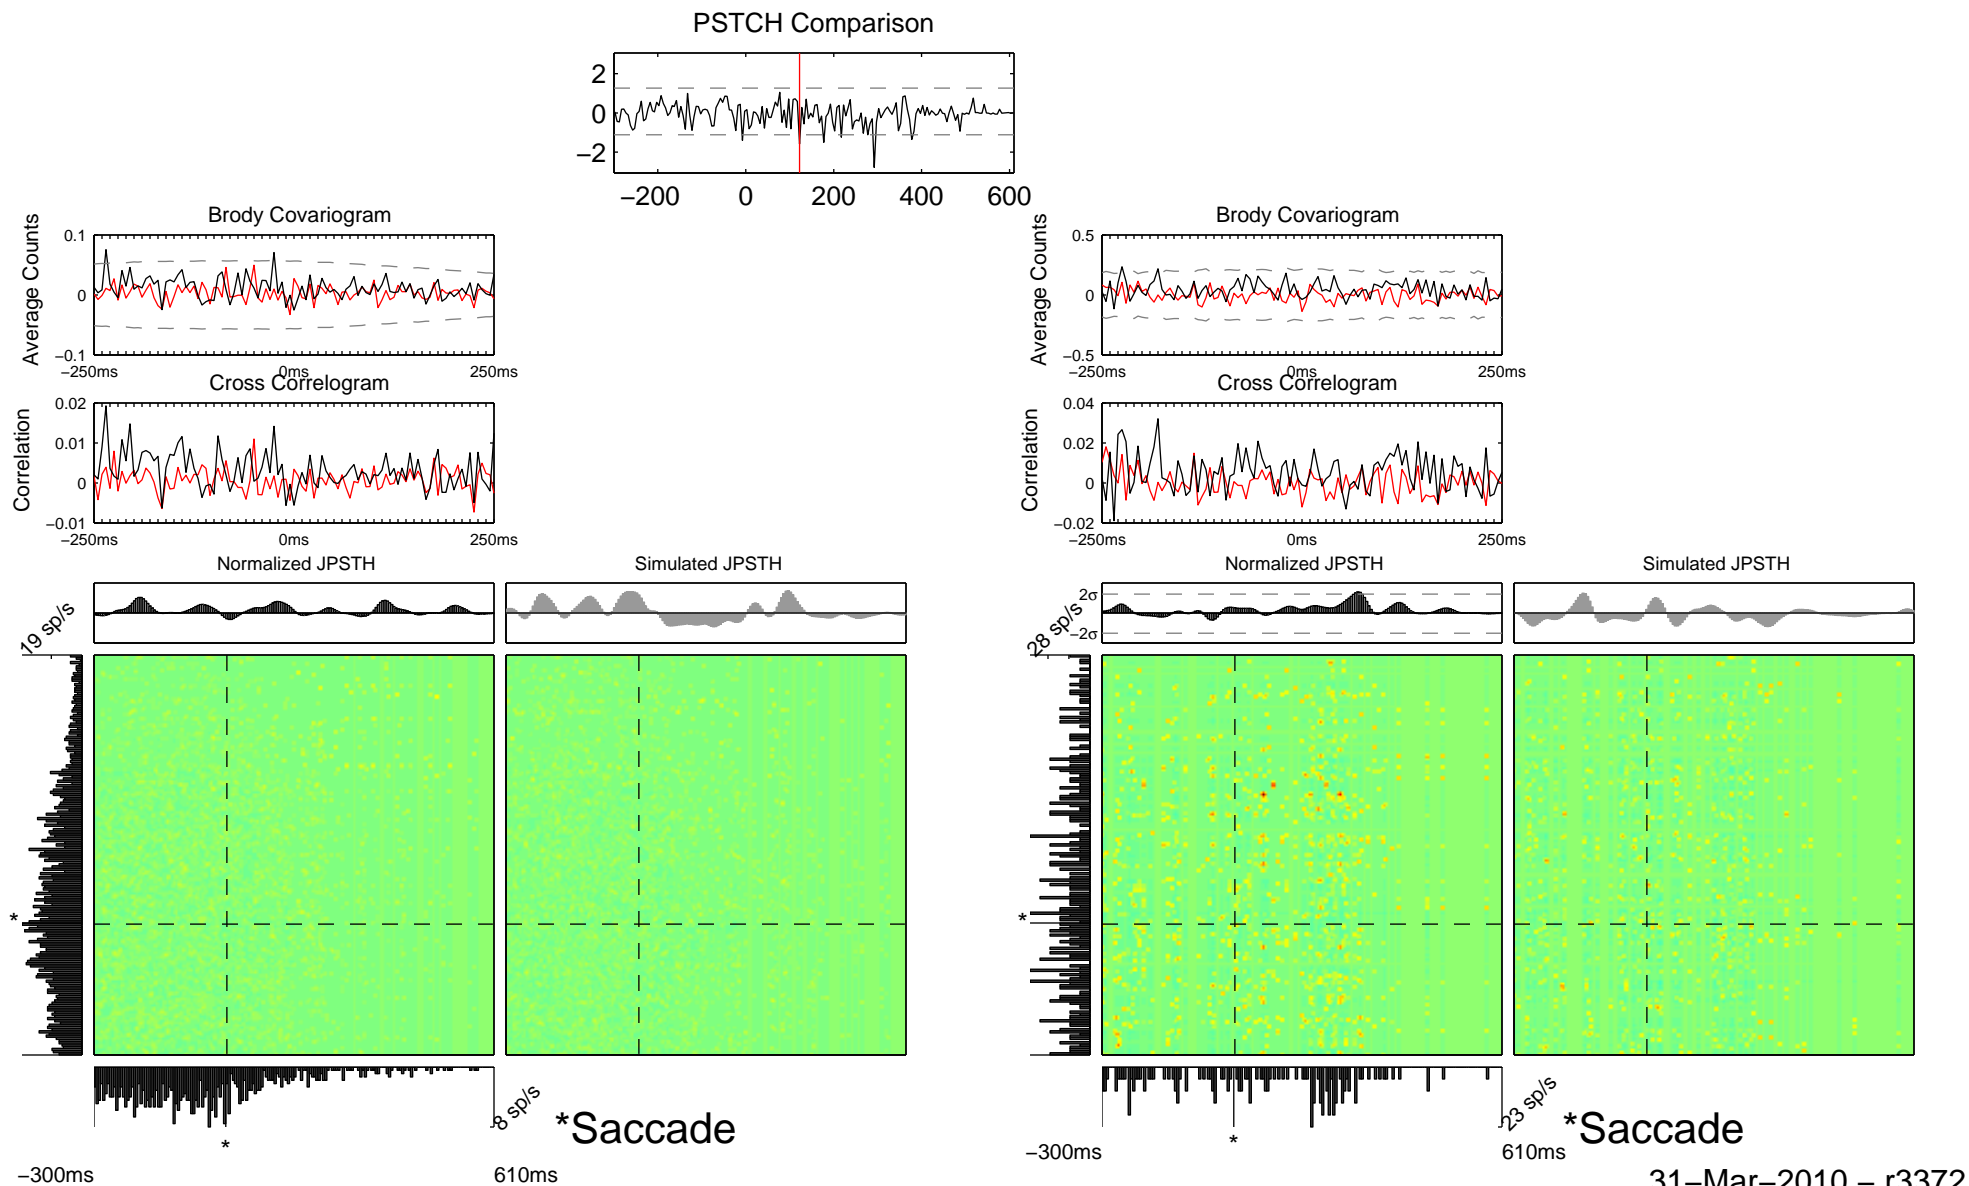 PSTCH Comparison
2
0
−2
−200 0 200 400 600
Brody Covariogram
Average Counts
0.1
0
−0.1
−250ms 0ms 250ms
Cross Correlogram
Correlation
0.02
0.01
0
−0.01
−250ms 0ms 250ms
Normalized JPSTH
Simulated JPSTH
19 sp/s
*
8 sp/s
*
*Saccade
−300ms 610ms
Brody Covariogram
Average Counts
0.5
0
−0.5
−250ms 0ms 250ms
Cross Correlogram
Correlation
0.04
0.02
0
−0.02
−250ms 0ms 250ms
Normalized JPSTH
Simulated JPSTH
2σ
−2σ
28 sp/s
*
23 sp/s
*
*Saccade
−300ms 610ms
31−Mar−2010 − r3372